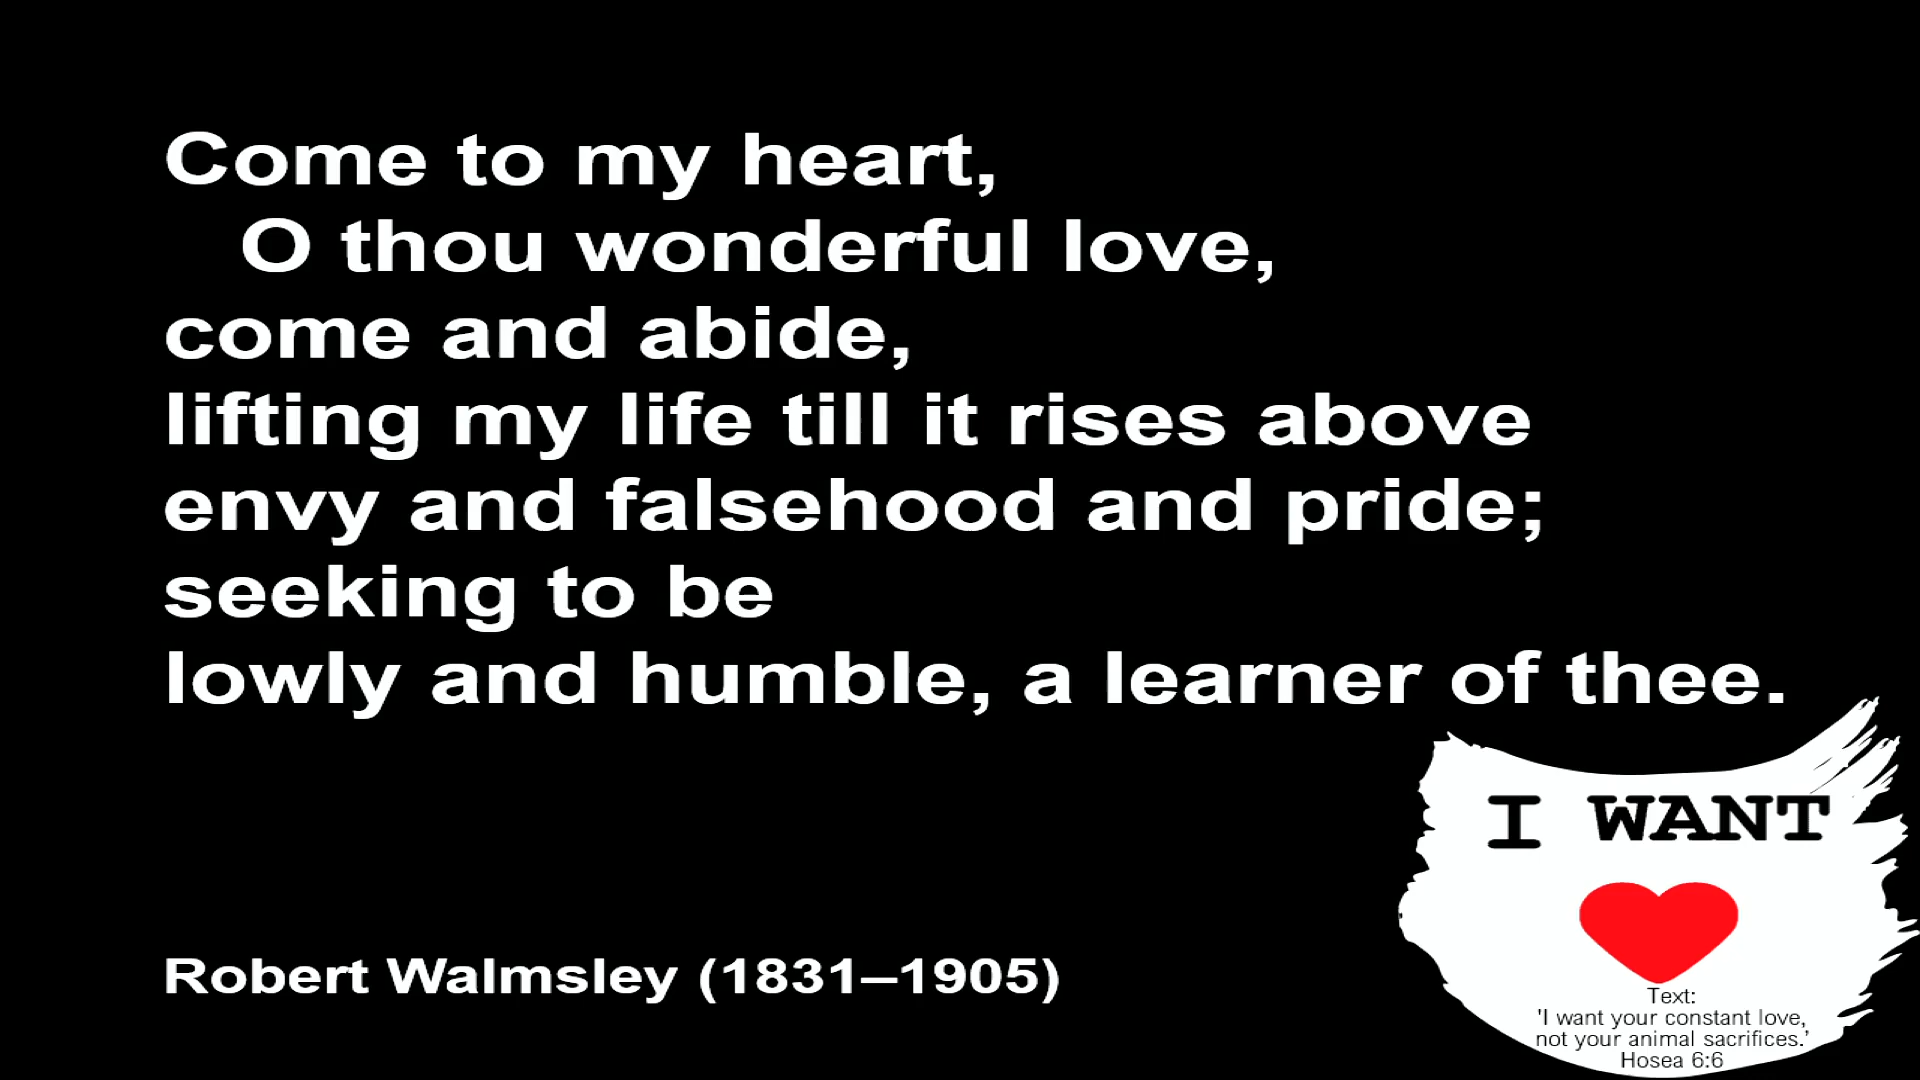 Come to my heart,
O thou wonderful love,
come and abide,
lifting my life till it rises above
envy and falsehood and pride;
seeking to be
lowly and humble, a learner of thee.
Robert Walmsley (1831–1905)
I WANT
Text:
'I want your constant love,
not your animal sacrifices.'
Hosea 6:6